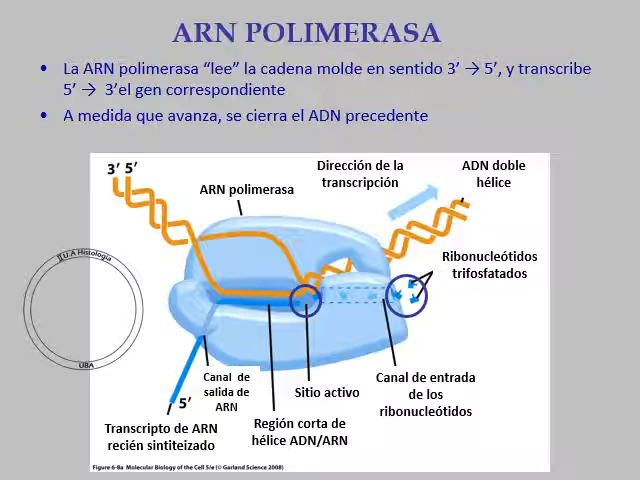 ARN POLIMERASA
• La ARN polimerasa “lee” la cadena molde en sentido 3’ → 5’, y transcribe
5’ → 3’el gen correspondiente
• A medida que avanza, se cierra el ADN precedente
3’ 5’
ARN polimerasa
Dirección de la
transcripción
ADN doble
hélice
Ribonucleótidos
trifosfatados
II U.A Histologia
UBA
5’
Canal de
salida de
ARN
Sitio activo
Canal de entrada
de los
ribonucleótidos
Transcripto de ARN
recién sintiteizado
Región corta de
hélice ADN/ARN
Figure 6-8a Molecular Biology of the Cell 5/e (© Garland Science 2008)